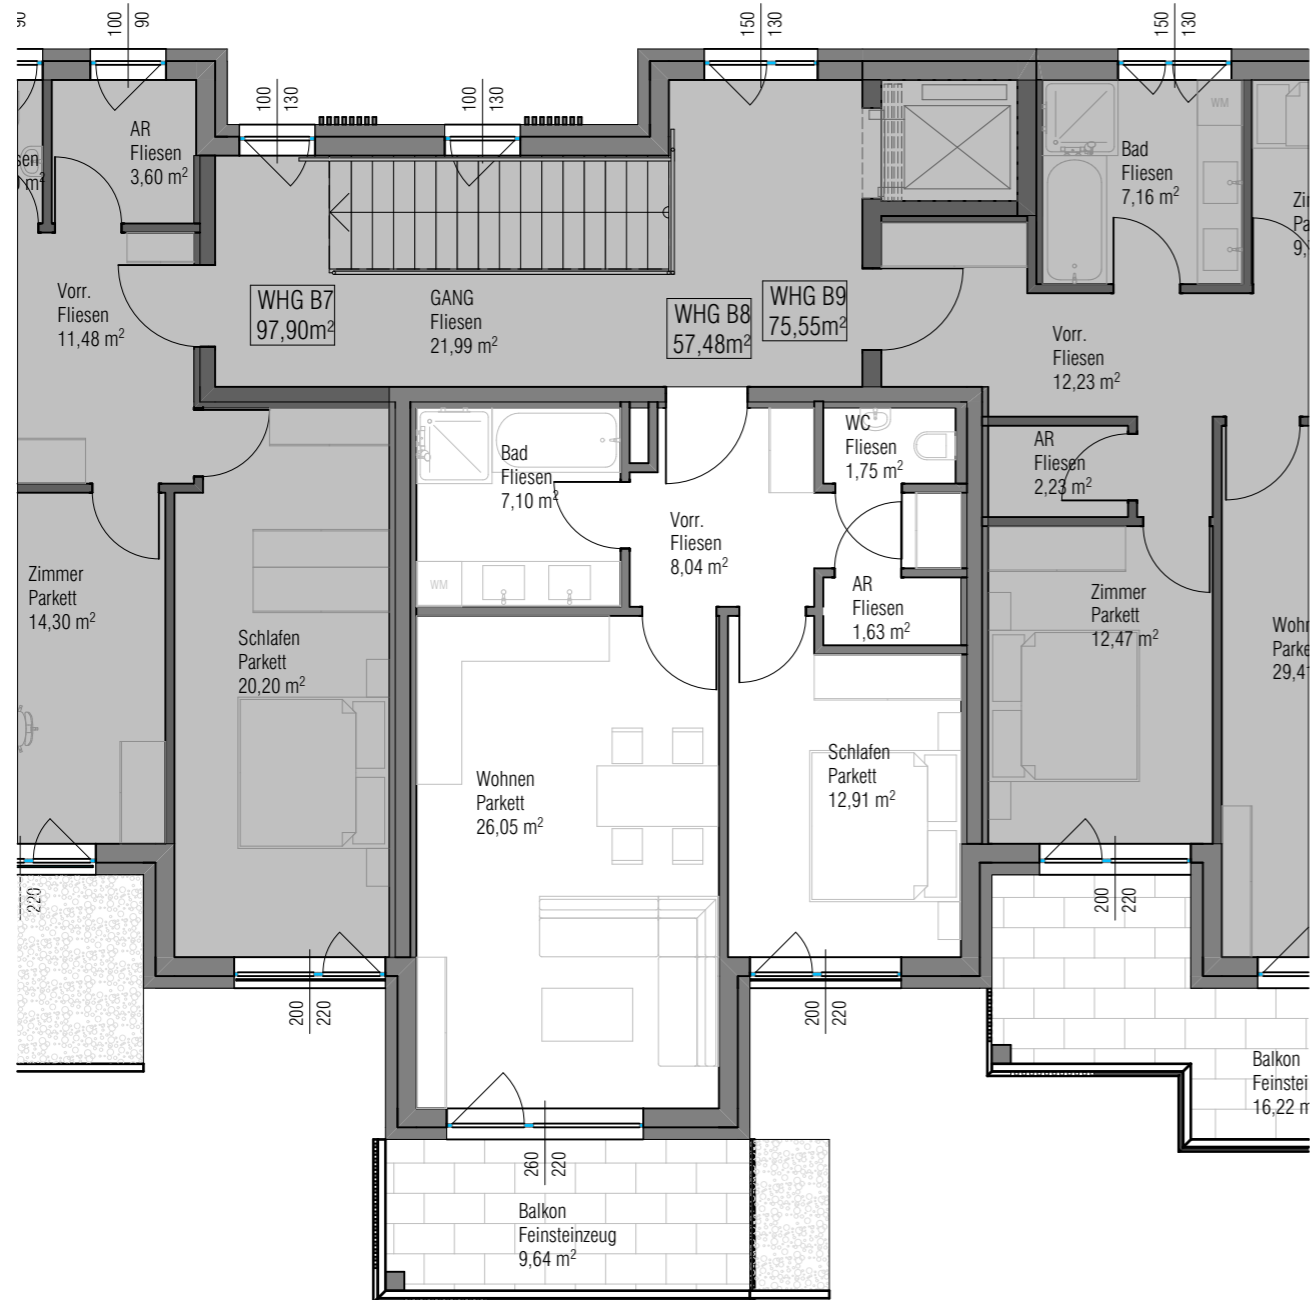 90
100
90
150
130
150
130
100
130
100
130
AR
Fliesen
3,60 m²
WM
Bad
Fliesen
7,16 m²
Vorr.
Fliesen
11,48 m²
WHG B7
97,90m²
GANG
Fliesen
21,99 m²
WHG B8
57,48m²
WHG B9
75,55m²
Vorr.
Fliesen
12,23 m²
Bad
Fliesen
7,10 m²
WC
Fliesen
1,75 m²
AR
Fliesen
2,23 m²
Vorr.
Fliesen
8,04 m²
WM
AR
Fliesen
1,63 m²
Zimmer
Parkett
14,30 m²
Schlafen
Parkett
20,20 m²
Zimmer
Parkett
12,47 m²
Wohnen
Parkett
26,05 m²
Schlafen
Parkett
12,91 m²
220
200
220
200
220
200
220
260
220
Balkon
Feinsteinzeug
9,64 m²
Balkon
Feinstei
16,22 m